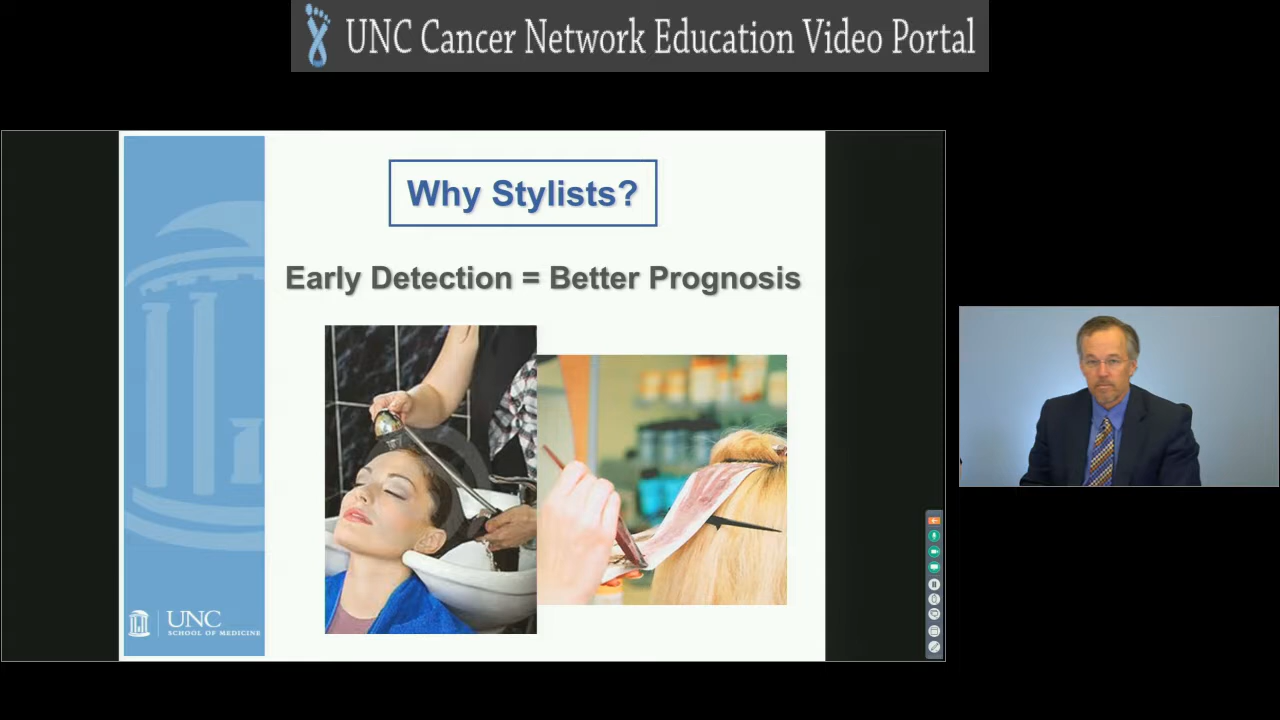 UNC Cancer Network Education Video Portal
Why Stylists?
Early Detection = Better Prognosis
UNC
SCHOOL OF MEDICINE